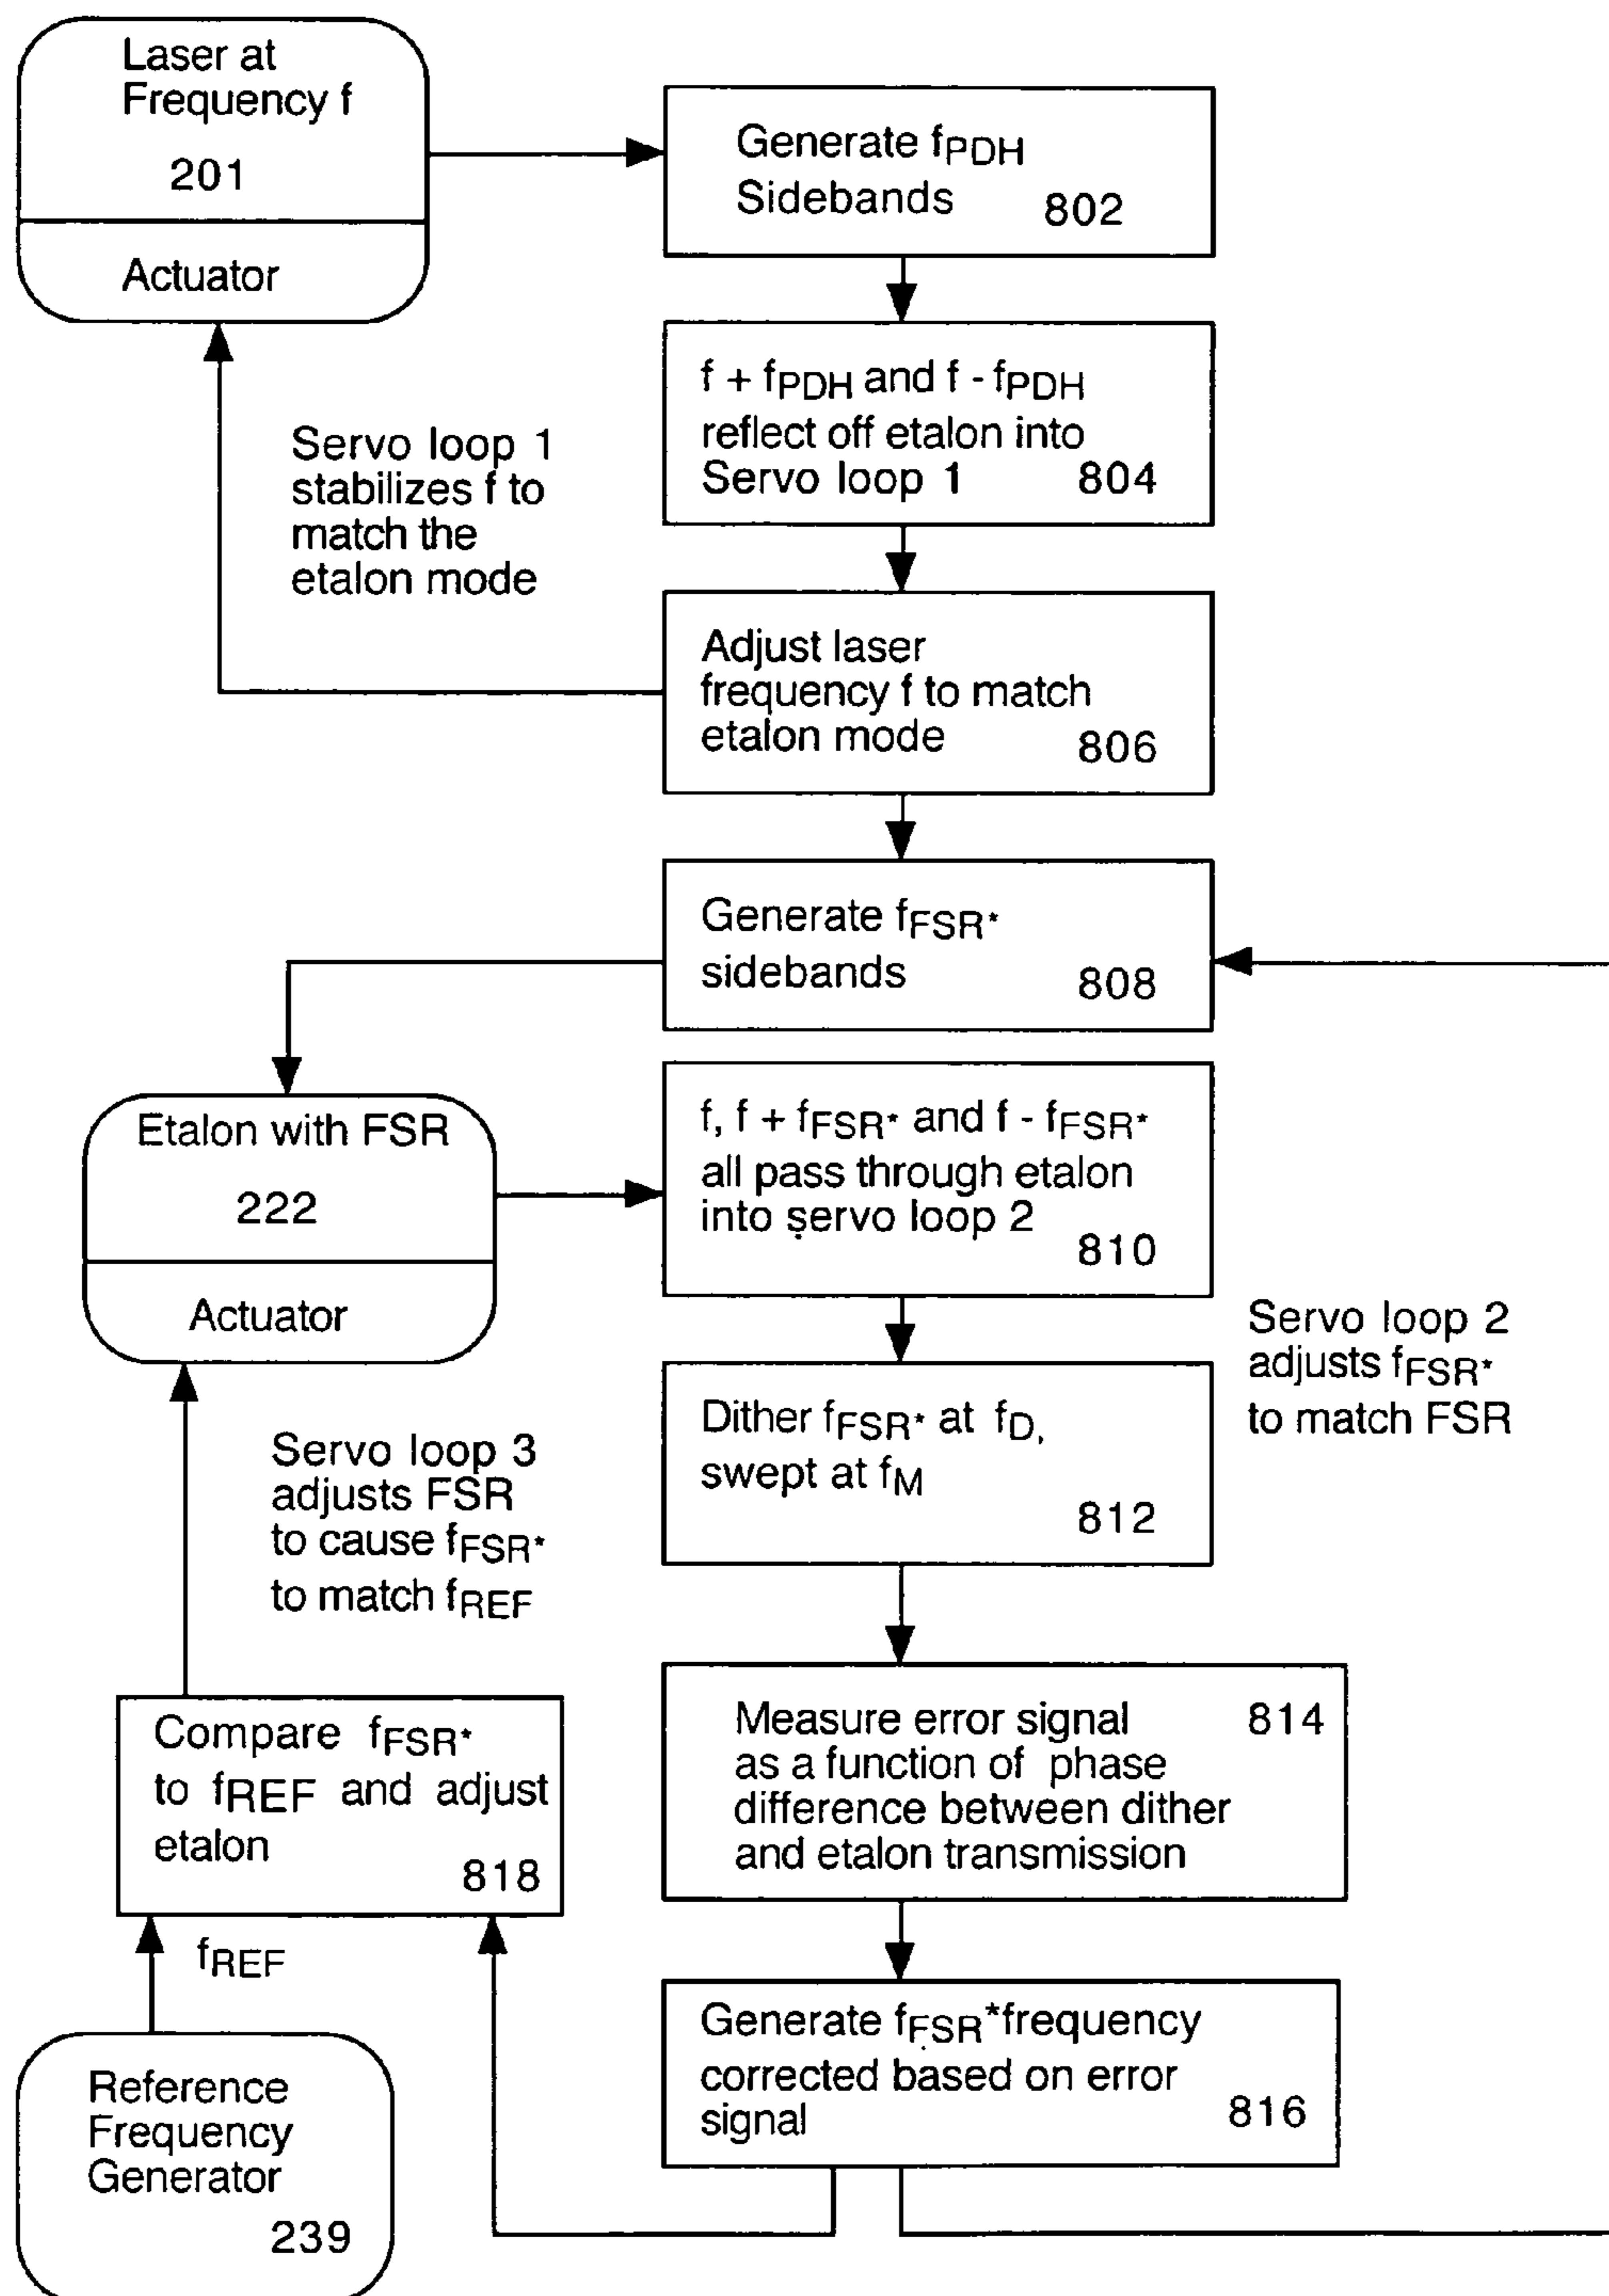 Laser at
Frequency f
201
Actuator
Generate fPDH
Sidebands 802
f + fPDH and f - fPDH
reflect off etalon into
Servo loop 1 804
Servo loop 1
stabilizes f to
match the
etalon mode
Adjust laser
frequency f to match
etalon mode 806
Generate fFSR*
sidebands 808
Etalon with FSR
222
Actuator
f, f + fFSR* and f - fFSR*
all pass through etalon
into servo loop 2
810
Servo loop 2
adjusts fFSR*
to match FSR
Dither fFSR* at fD,
swept at fM
812
Servo loop 3
adjusts FSR
to cause fFSR*
to match fREF
Measure error signal 814
as a function of phase
difference between dither
and etalon transmission
Compare fFSR*
to fREF and adjust
etalon
818
fREF
Generate fFSR*frequency
corrected based on error
signal 816
Reference
Frequency
Generator
239